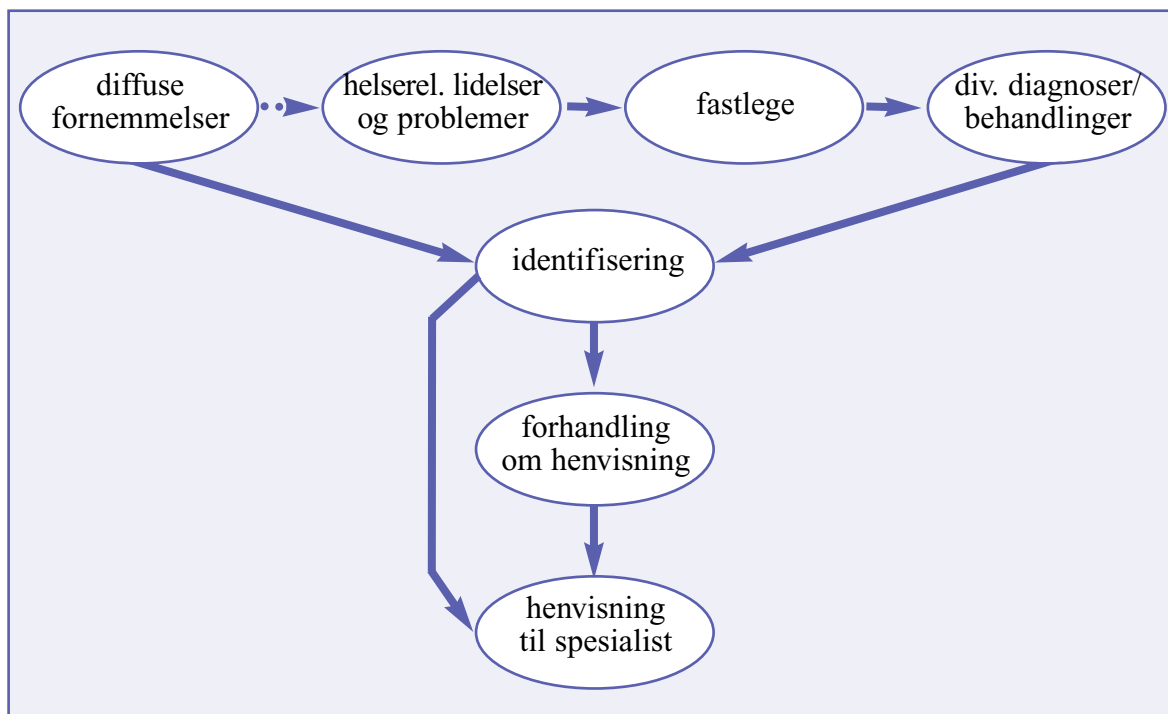 diffuse
fornemmelser
helserel. lidelser
og problemer
fastlege
div. diagnoser/
behandlinger
identifisering
forhandling
om henvisning
henvisning
til spesialist